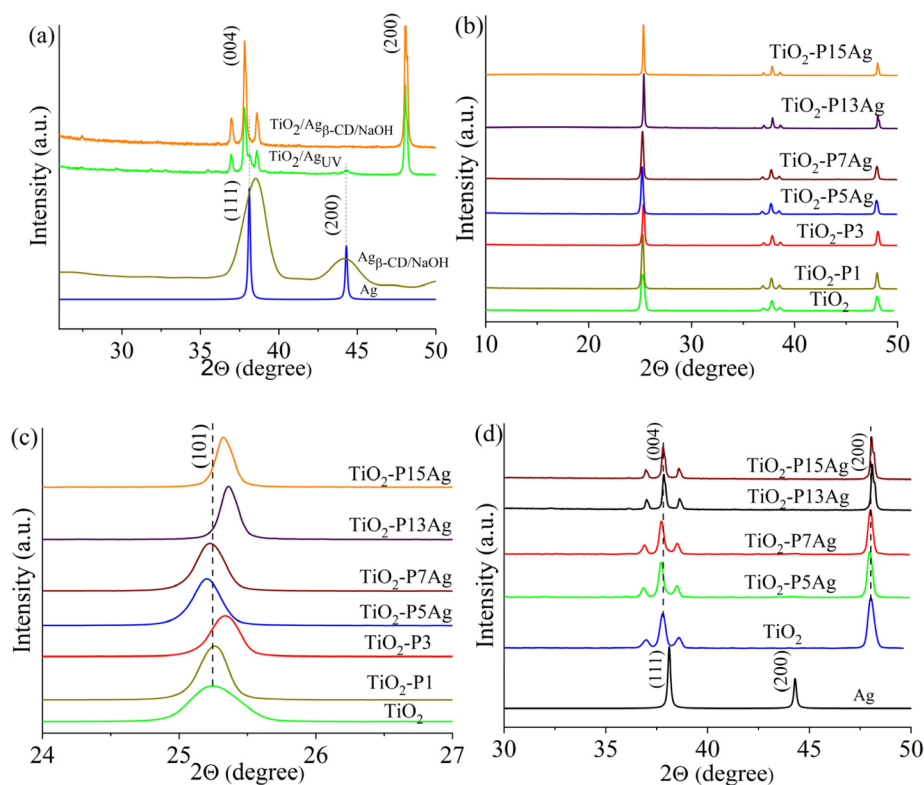 (a)
(004)
(200)
TiO2/Agβ-CD/NaOH
TiO2/AgUV
(111)
(200)
Agβ-CD/NaOH
Ag
Intensity (a.u.)
30 35 40 45 50
2Θ (degree)
(b)
TiO2-P15Ag
TiO2-P13Ag
TiO2-P7Ag
TiO2-P5Ag
TiO2-P3
TiO2-P1
TiO2
Intensity (a.u.)
10 20 30 40 50
2Θ (degree)
(c)
(101)
TiO2-P15Ag
TiO2-P13Ag
TiO2-P7Ag
TiO2-P5Ag
TiO2-P3
TiO2-P1
TiO2
Intensity (a.u.)
24 25 26 27
2Θ (degree)
(d)
(004)
(200)
TiO2-P15Ag
TiO2-P13Ag
TiO2-P7Ag
TiO2-P5Ag
TiO2
(111)
(200)
Ag
Intensity (a.u.)
30 35 40 45 50
2Θ (degree)